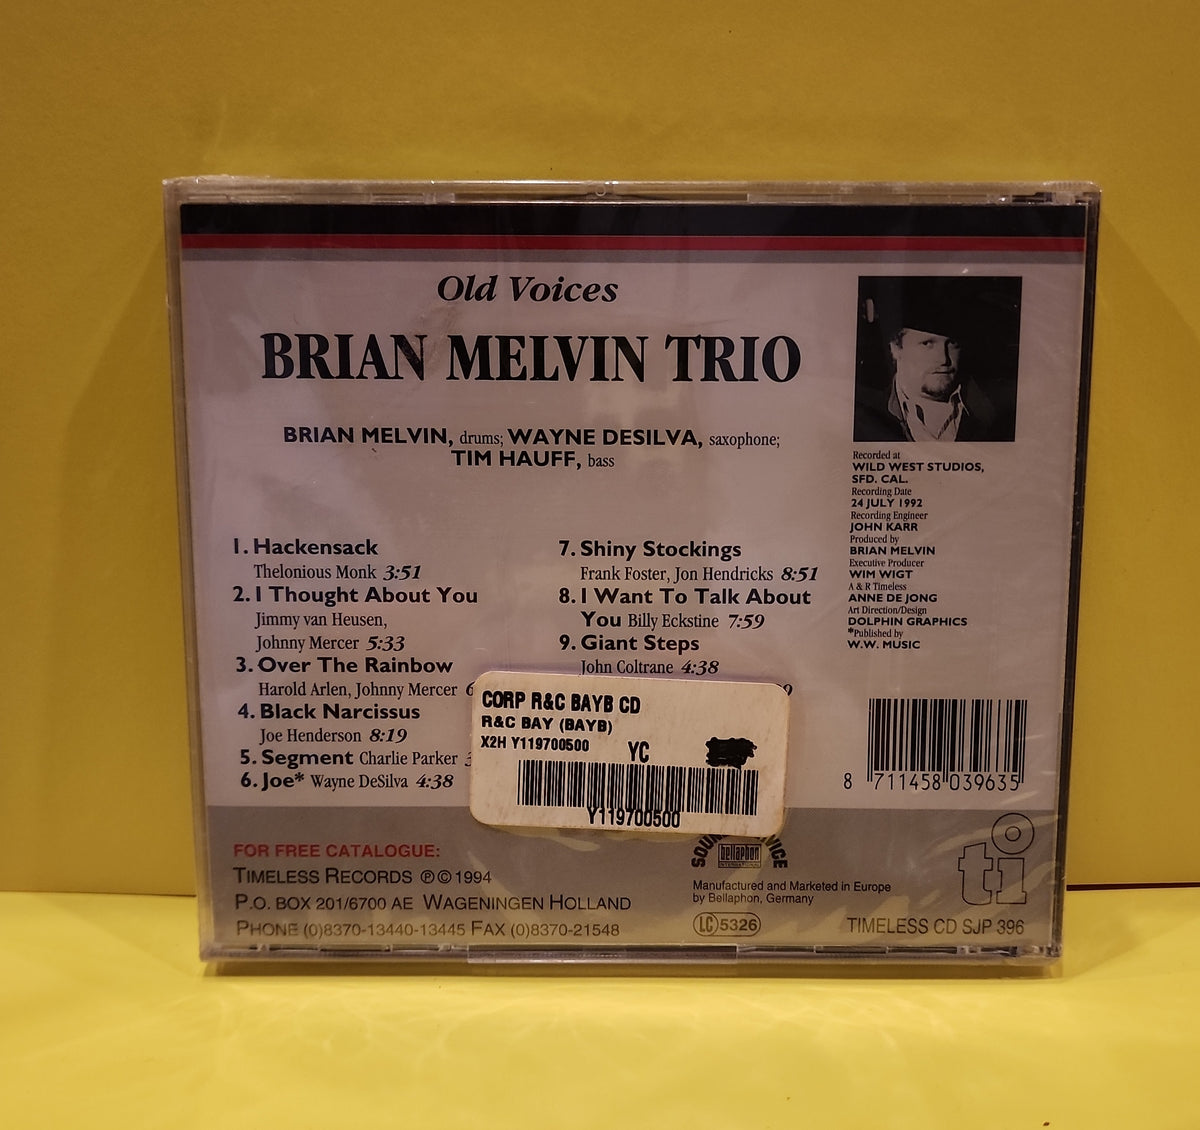 Old Voices
BRIAN MELVIN TRIO
BRIAN MELVIN, drums; WAYNE DESILVA, saxophone;
TIM HAUFF, bass
1. Hackensack
Thelonious Monk 3:51
2. I Thought About You
Jimmy van Heusen,
Johnny Mercer 5:33
3. Over The Rainbow
Harold Arlen, Johnny Mercer
4. Black Narcissus
Joe Henderson 8:19
5. Segment Charlie Parker
6. Joe* Wayne DeSilva 4:38
7. Shiny Stockings
Frank Foster, Jon Hendricks 8:51
8. I Want To Talk About
You Billy Eckstine 7:59
9. Giant Steps
John Coltrane 4:38
Recorded at
WILD WEST STUDIOS,
SFD. CAL.
Recording Date
24 JULY 1992
Recording Engineer
JOHN KARR
Produced by
BRIAN MELVIN
Executive Producer
WIM WIGT
A & R Timeless
ANNE DE JONG
Art Direction/Design
DOLPHIN GRAPHICS
*Published by
W.W. MUSIC
CORP R&C BAYB CD
R&C BAY (BAYB)
X2H Y119700500 YC
Y119700500
8 711458 039635
FOR FREE CATALOGUE:
TIMELESS RECORDS ℗©1994
P.O. BOX 201/6700 AE WAGENINGEN HOLLAND
PHONE (0)8370-13440-13445 FAX (0)8370-21548
bellaphon
INTERNATIONAL
Manufactured and Marketed in Europe
by Bellaphon, Germany
LC 5326
ti
TIMELESS CD SJP 396